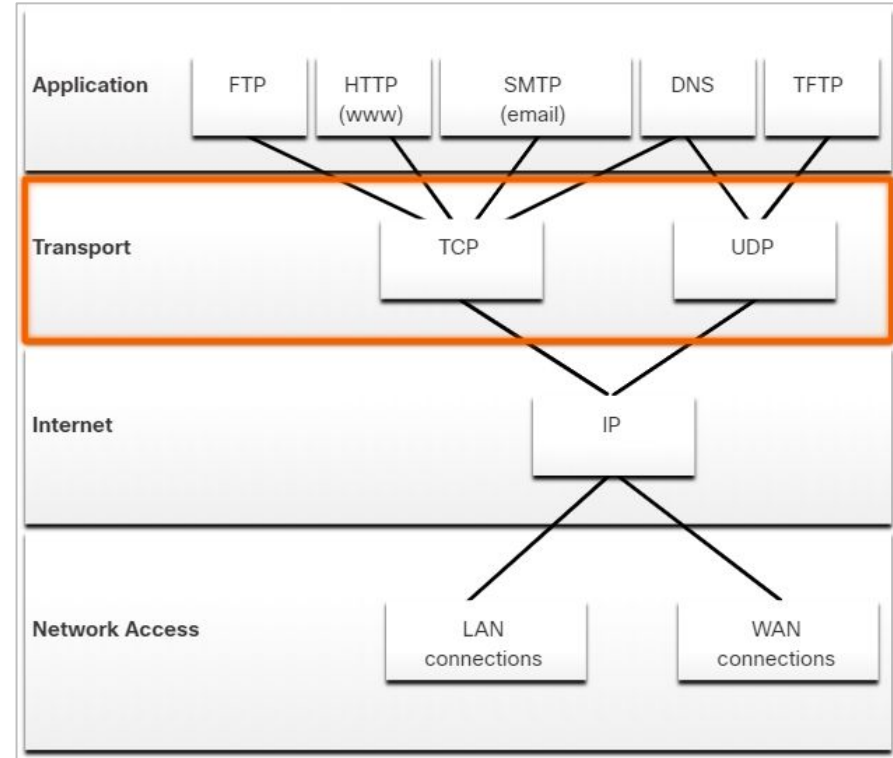 Application
FTP
HTTP
(www)
SMTP
(email)
DNS
TFTP
Transport
TCP
UDP
Internet
IP
Network Access
LAN
connections
WAN
connections